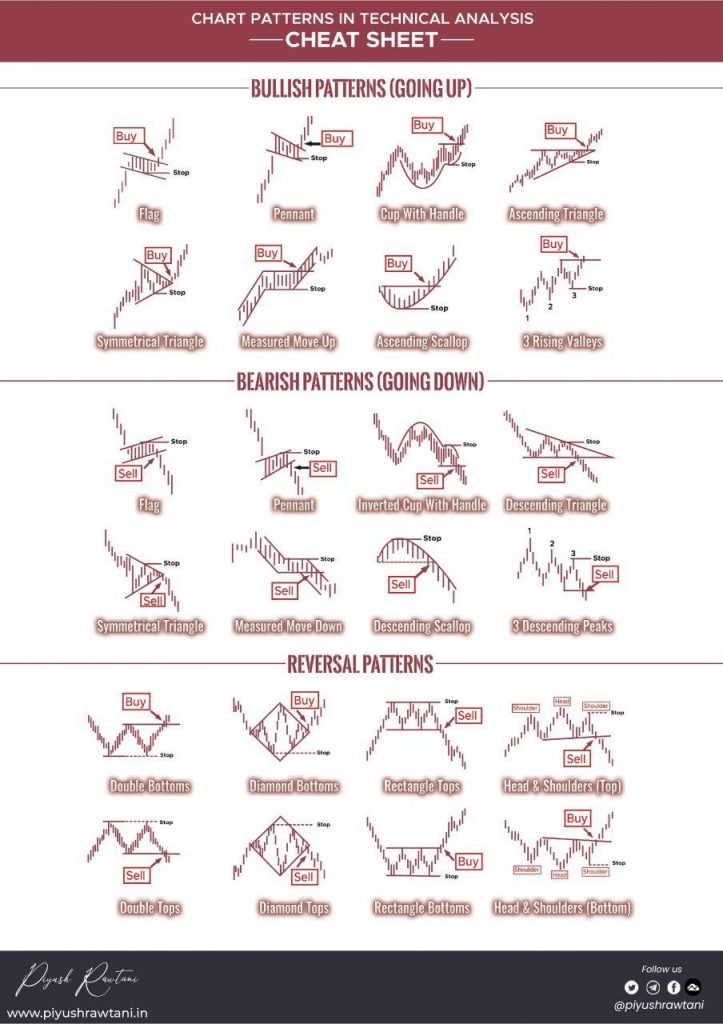 CHART PATTERNS IN TECHNICAL ANALYSIS
CHEAT SHEET
BULLISH PATTERNS (GOING UP)
Buy
Stop
Flag
Buy
Stop
Pennant
Buy
Stop
Cup With Handle
Buy
Stop
Ascending Triangle
Buy
Stop
Symmetrical Triangle
Buy
Stop
Measured Move Up
Buy
Stop
Ascending Scallop
Buy
Stop
1
2
3
3 Rising Valleys
BEARISH PATTERNS (GOING DOWN)
Stop
Sell
Flag
Stop
Sell
Pennant
Stop
Sell
Inverted Cup With Handle
Stop
Sell
Descending Triangle
Stop
Sell
Symmetrical Triangle
Stop
Sell
Measured Move Down
Stop
Sell
Descending Scallop
1
2
3
Stop
Sell
3 Descending Peaks
REVERSAL PATTERNS
Buy
Stop
Double Bottoms
Buy
Stop
Diamond Bottoms
Stop
Sell
Rectangle Tops
Shoulder
Head
Shoulder
Stop
Sell
Head & Shoulders (Top)
Stop
Sell
Double Tops
Stop
Sell
Diamond Tops
Buy
Stop
Rectangle Bottoms
Buy
Stop
Shoulder
Head
Shoulder
Head & Shoulders (Bottom)
Piyush Rawtani
www.piyushrawtani.in
Follow us
@piyushrawtani